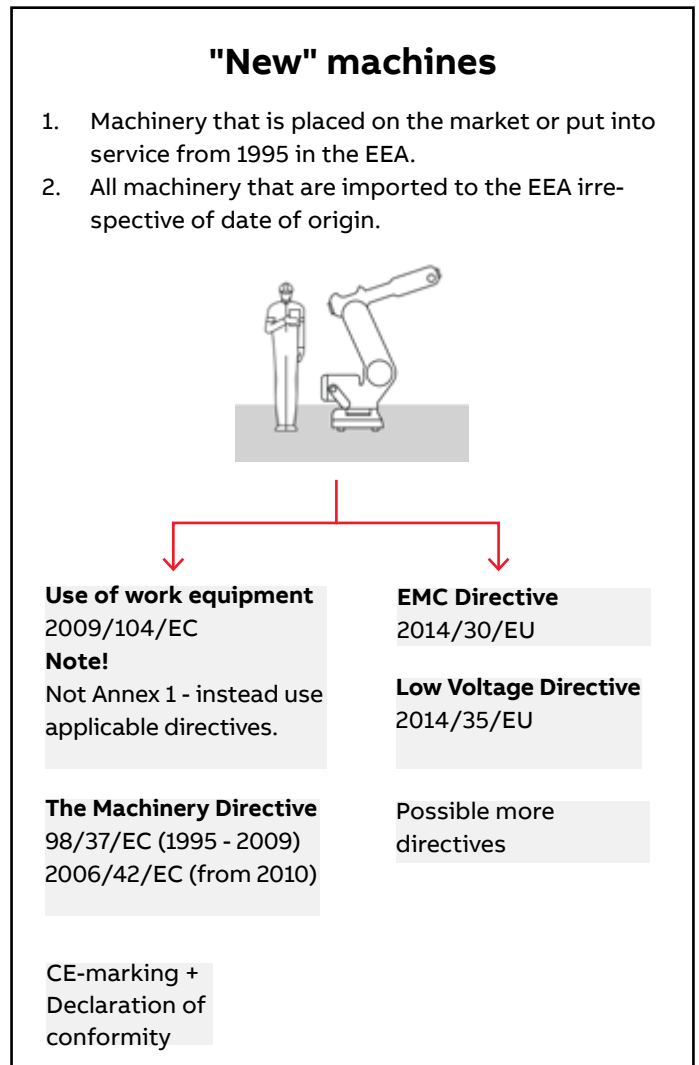 "New" machines
1. Machinery that is placed on the market or put into
service from 1995 in the EEA.
2. All machinery that are imported to the EEA irre-
spective of date of origin.
Use of work equipment
2009/104/EC
Note!
Not Annex 1 - instead use
applicable directives.
The Machinery Directive
98/37/EC (1995 - 2009)
2006/42/EC (from 2010)
CE-marking +
Declaration of
conformity
EMC Directive
2014/30/EU
Low Voltage Directive
2014/35/EU
Possible more
directives